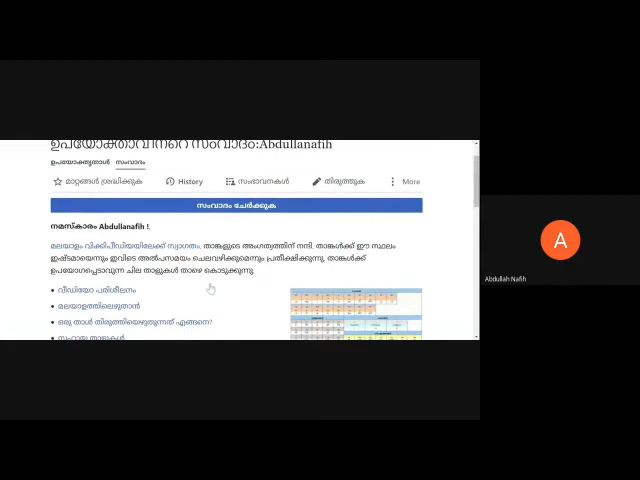 ഉപയോക്താവിന്റെ സംവാദം:Abdullanafih
ഉപയോക്തൃതാൾ സംവാദം
മാറ്റങ്ങൾ ശ്രദ്ധിക്കുക History സംഭാവനകൾ തിരുത്തുക More
സംവാദം ചേർക്കുക
നമസ്കാരം Abdullanafih !,
മലയാളം വിക്കിപീഡിയയിലേക്ക് സ്വാഗതം. താങ്കളുടെ അംഗത്വത്തിന് നന്ദി. താങ്കൾക്ക് ഈ സ്ഥലം
ഇഷ്ടമായെന്നും ഇവിടെ അൽപസമയം ചെലവഴിക്കുമെന്നും പ്രതീക്ഷിക്കുന്നു. താങ്കൾക്ക്
ഉപയോഗപ്പെടാവുന്ന ചില താളുകൾ താഴെ കൊടുക്കുന്നു.
• വീഡിയോ പരിശീലനം
• മലയാളത്തിലെഴുതാൻ
• ഒരു താൾ തിരുത്തിയെഴുതുന്നത് എങ്ങനെ?
• സഹായ താളുകൾ
A
Abdullah Nafih